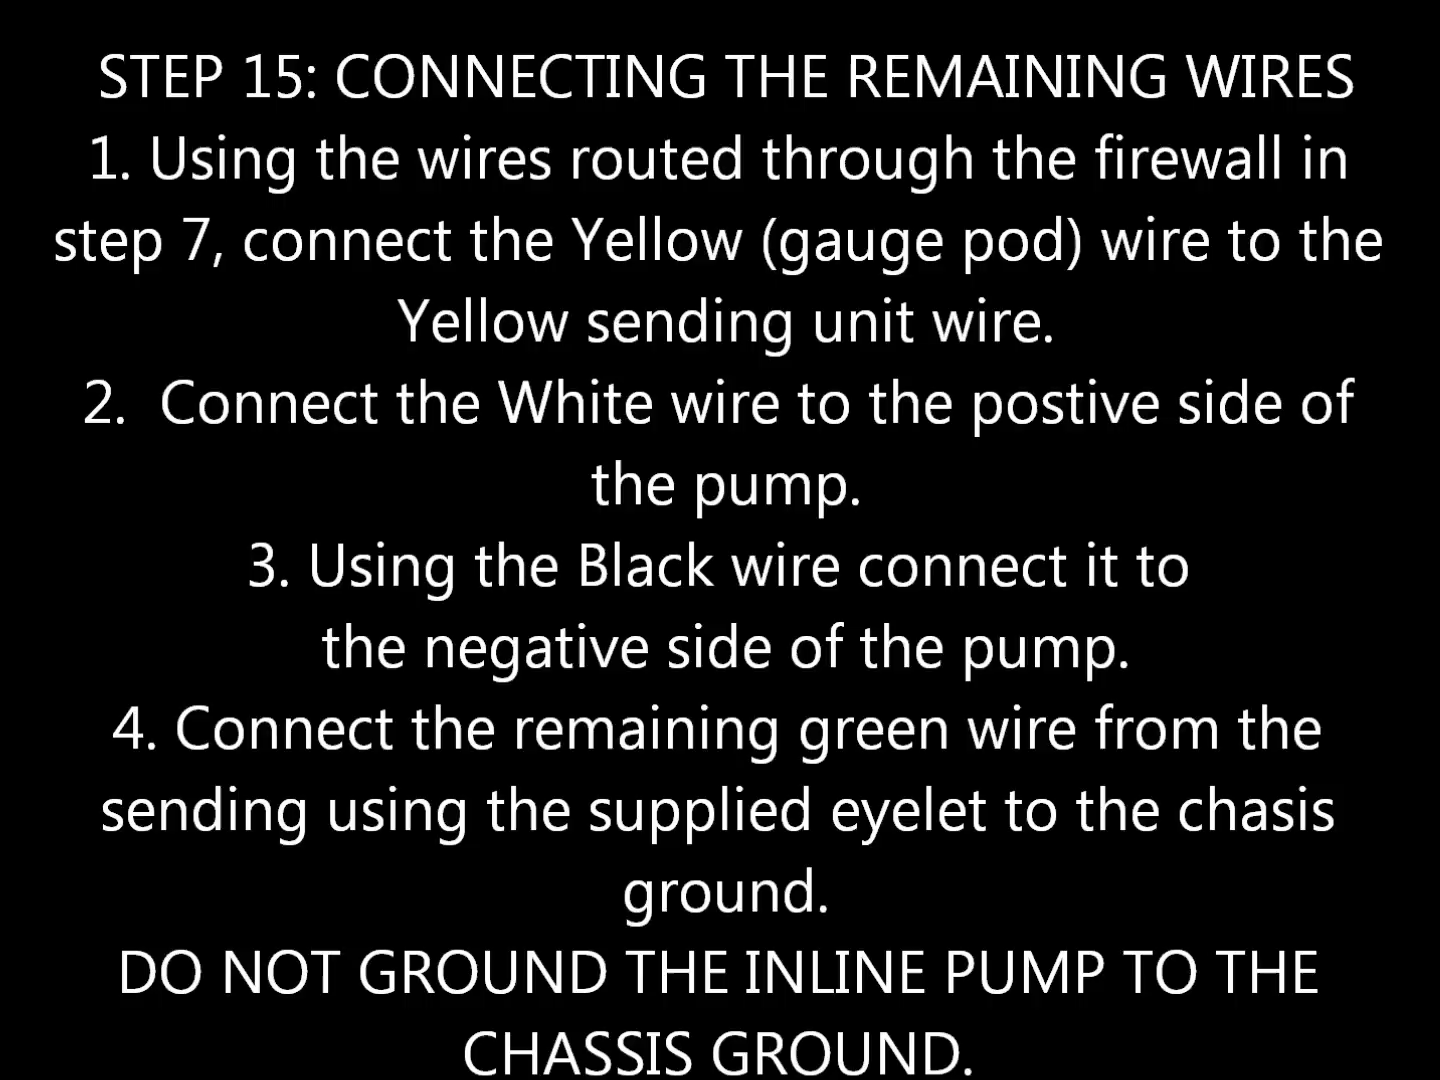 STEP 15: CONNECTING THE REMAINING WIRES
1. Using the wires routed through the firewall in
step 7, connect the Yellow (gauge pod) wire to the
Yellow sending unit wire.
2.  Connect the White wire to the postive side of
the pump.
3. Using the Black wire connect it to
the negative side of the pump.
4. Connect the remaining green wire from the
sending using the supplied eyelet to the chasis
ground.
DO NOT GROUND THE INLINE PUMP TO THE
CHASSIS GROUND.